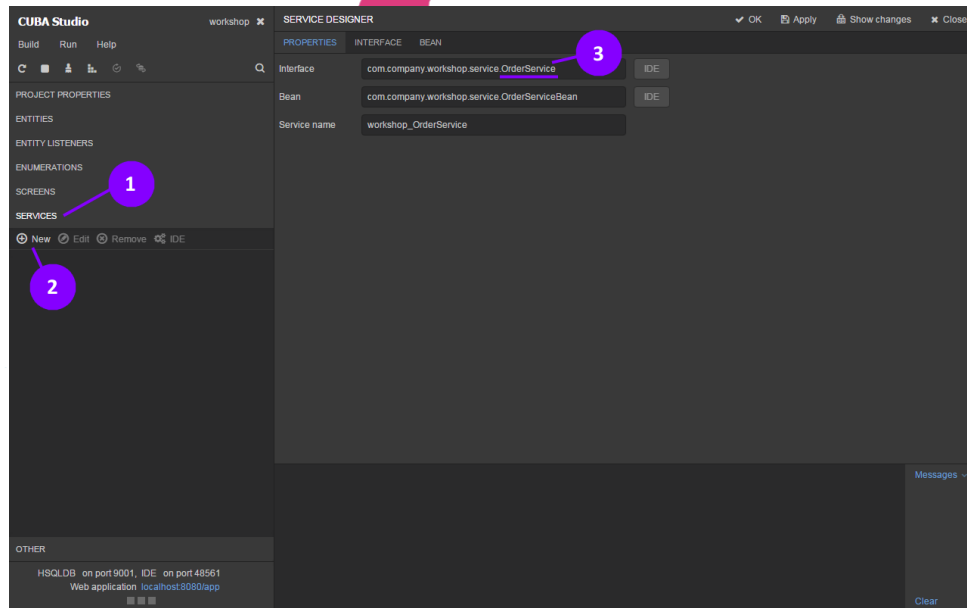 CUBA Studio workshop
Build Run Help
PROJECT PROPERTIES
ENTITIES
ENTITY LISTENERS
ENUMERATIONS
SCREENS
1
SERVICES
New Edit Remove IDE
2
OTHER
HSQLDB on port 9001, IDE on port 48561
Web application localhost:8080/app
SERVICE DESIGNER OK Apply Show changes Close
PROPERTIES INTERFACE BEAN
3
Interface com.company.workshop.service.OrderService IDE
Bean com.company.workshop.service.OrderServiceBean IDE
Service name workshop_OrderService
Messages
Clear